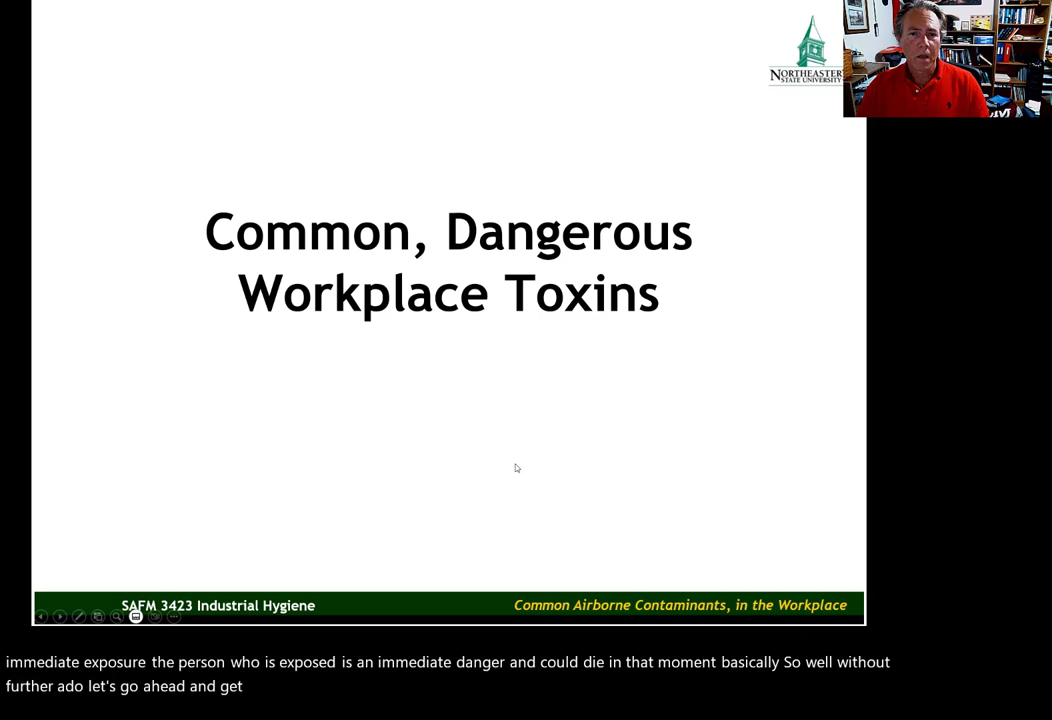 NORTHEASTERN
STATE UNIVERSITY
Common, Dangerous
Workplace Toxins
SAFM 3423 Industrial Hygiene
Common Airborne Contaminants, in the Workplace
immediate exposure the person who is exposed is an immediate danger and could die in that moment basically So well without
further ado let's go ahead and get